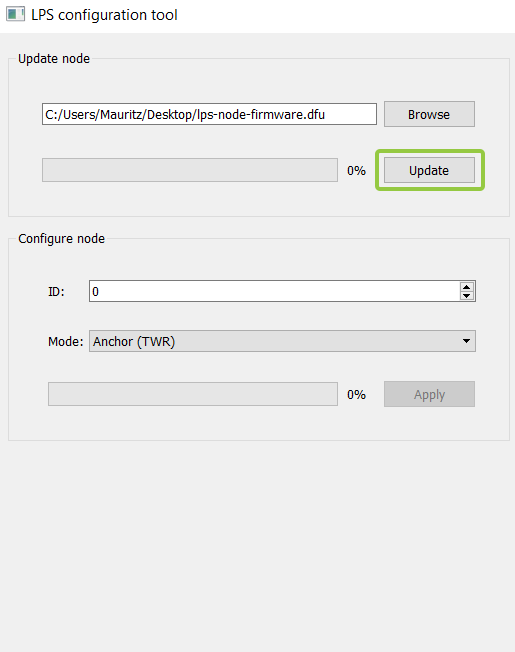 LPS configuration tool
Update node
C:/Users/Mauritz/Desktop/lps-node-firmware.dfu Browse
0% Update
Configure node
ID: 0
Mode: Anchor (TWR)
0% Apply